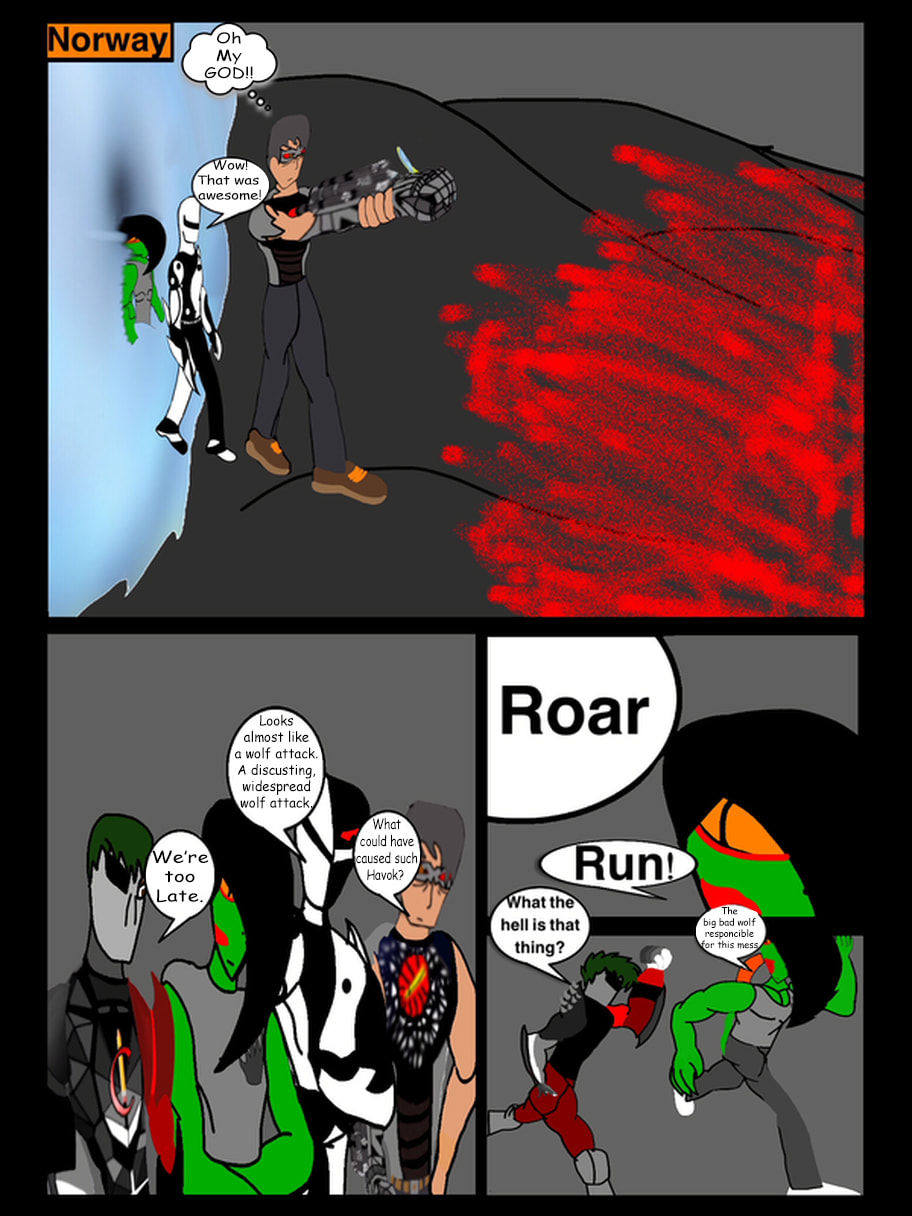 Norway
Oh
My
GOD!!
Wow!
That was
awesome!
We're
too
Late.
Looks
almost like
a wolf attack.
A discusting,
widespread
wolf attack.
What
could have
caused such
Havok?
Roar
Run!
What the
hell is that
thing?
The
big bad wolf
responcible
for this mess